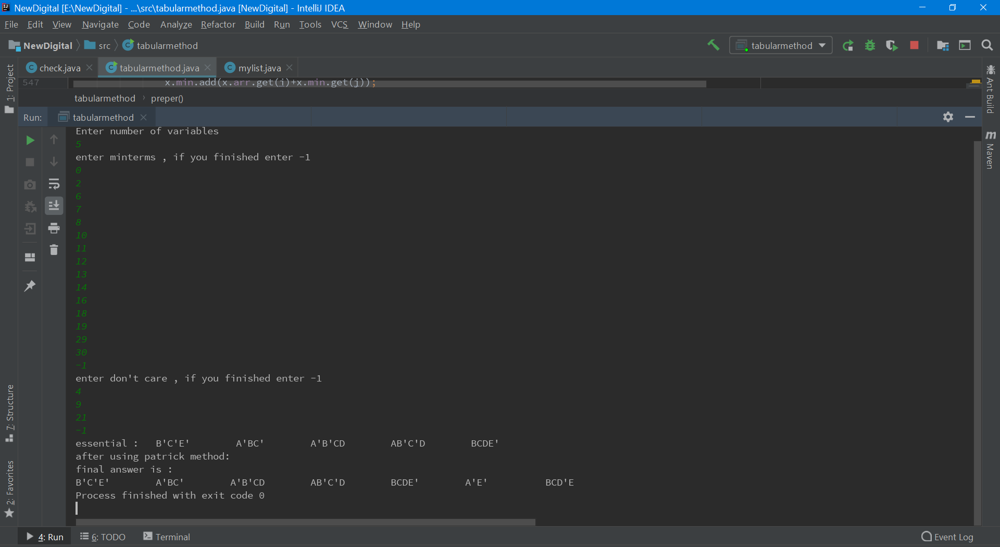 NewDigital [E:\NewDigital] - ...\src\tabularmethod.java [NewDigital] - IntelliJ IDEA
File Edit View Navigate Code Analyze Refactor Build Run Tools VCS Window Help
NewDigital src tabularmethod tabularmethod
check.java tabularmethod.java mylist.java
547 x.min.add(x.arr.get(i)+x.min.get(j));
tabularmethod › preper()
Run: tabularmethod
Enter number of variables
5
enter minterms , if you finished enter -1
0
2
6
7
8
10
11
12
13
14
16
18
19
29
30
-1
enter don't care , if you finished enter -1
4
9
21
-1
essential : B'C'E' A'BC' A'B'CD AB'C'D BCDE'
after using patrick method:
final answer is :
B'C'E' A'BC' A'B'CD AB'C'D BCDE' A'E' BCD'E
Process finished with exit code 0
1: Project
7: Structure
2: Favorites
Ant Build
Maven
4: Run 6: TODO Terminal Event Log